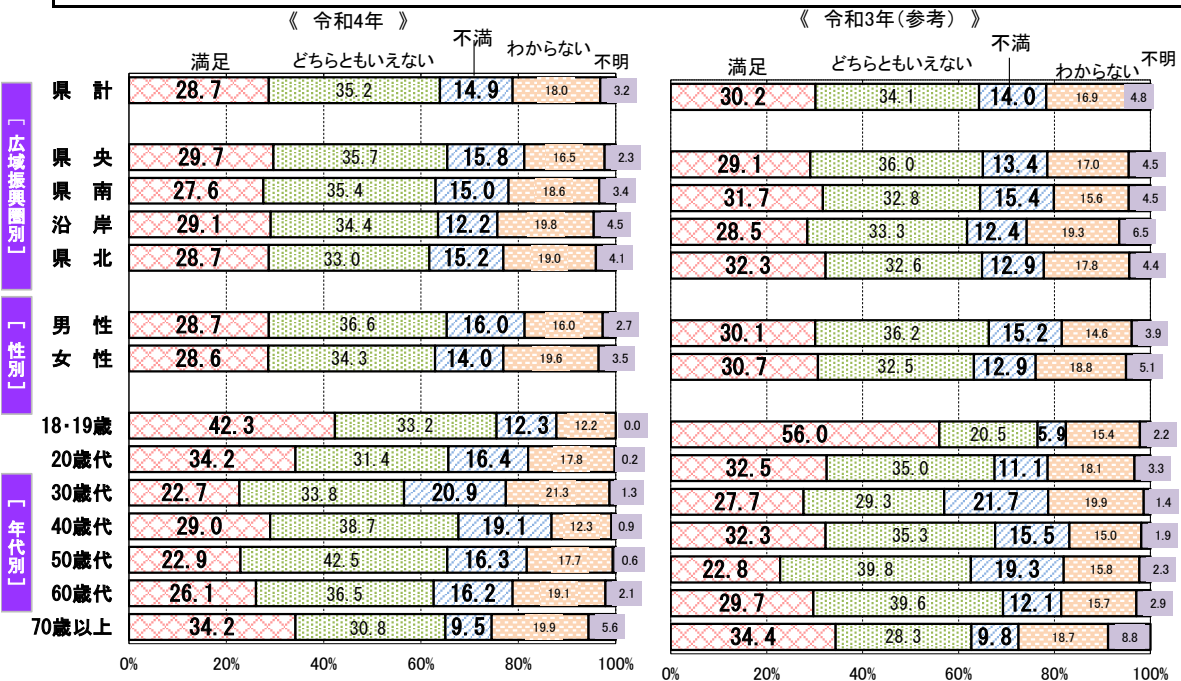 《 令和4年 》
満足 どちらともいえない 不満 わからない 不明
[ 広域振興圏別 ]
県 計 28.7 35.2 14.9 18.0 3.2
県 央 29.7 35.7 15.8 16.5 2.3
県 南 27.6 35.4 15.0 18.6 3.4
沿 岸 29.1 34.4 12.2 19.8 4.5
県 北 28.7 33.0 15.2 19.0 4.1
[ 性別 ]
男 性 28.7 36.6 16.0 16.0 2.7
女 性 28.6 34.3 14.0 19.6 3.5
[ 年代別 ]
18・19歳 42.3 33.2 12.3 12.2 0.0
20歳代 34.2 31.4 16.4 17.8 0.2
30歳代 22.7 33.8 20.9 21.3 1.3
40歳代 29.0 38.7 19.1 12.3 0.9
50歳代 22.9 42.5 16.3 17.7 0.6
60歳代 26.1 36.5 16.2 19.1 2.1
70歳以上 34.2 30.8 9.5 19.9 5.6
0% 20% 40% 60% 80% 100%
《 令和3年(参考) 》
満足 どちらともいえない 不満 わからない 不明
30.2 34.1 14.0 16.9 4.8
29.1 36.0 13.4 17.0 4.5
31.7 32.8 15.4 15.6 4.5
28.5 33.3 12.4 19.3 6.5
32.3 32.6 12.9 17.8 4.4
30.1 36.2 15.2 14.6 3.9
30.7 32.5 12.9 18.8 5.1
56.0 20.5 5.9 15.4 2.2
32.5 35.0 11.1 18.1 3.3
27.7 29.3 21.7 19.9 1.4
32.3 35.3 15.5 15.0 1.9
22.8 39.8 19.3 15.8 2.3
29.7 39.6 12.1 15.7 2.9
34.4 28.3 9.8 18.7 8.8
0% 20% 40% 60% 80% 100%